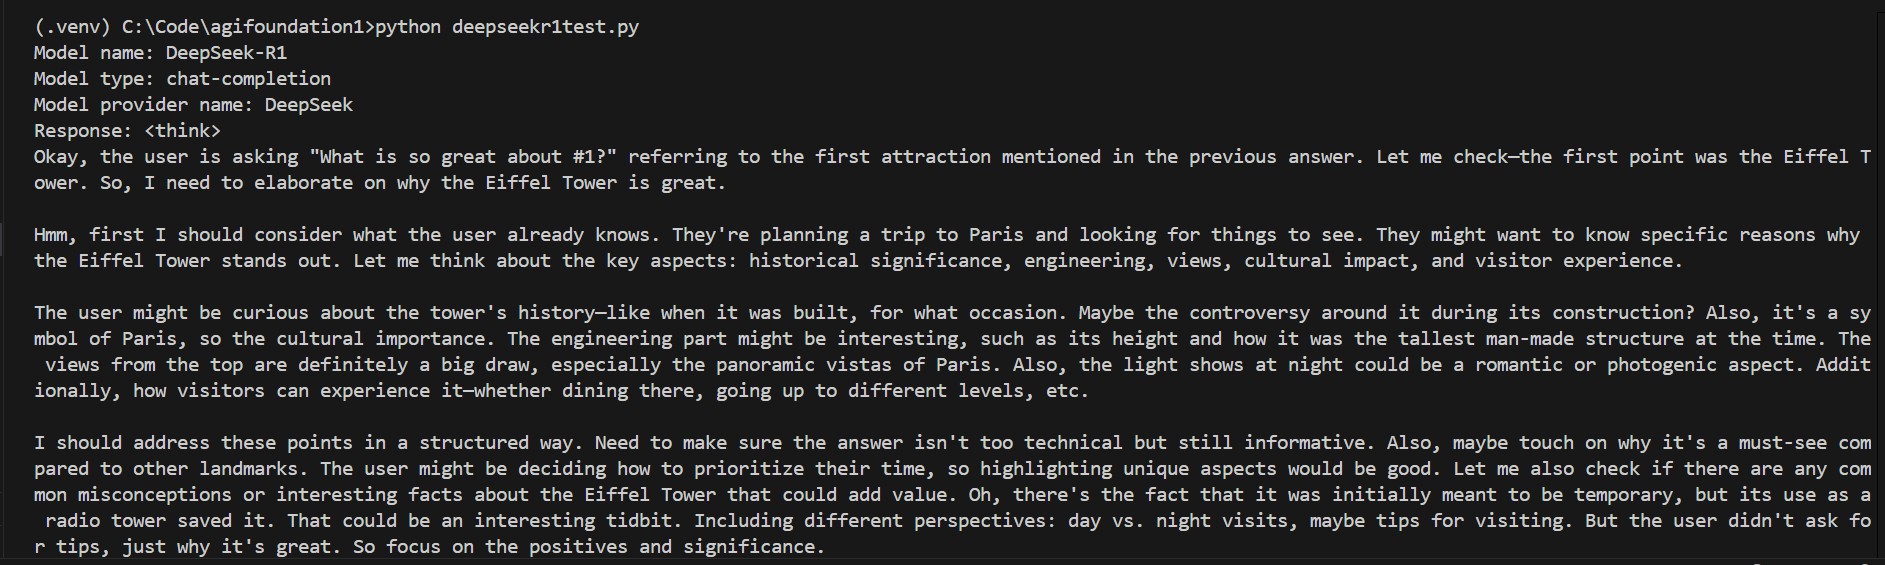 (.venv) C:\Code\agifoundation1>python deepseekr1test.py
Model name: DeepSeek-R1
Model type: chat-completion
Model provider name: DeepSeek
Response: <think>
Okay, the user is asking "What is so great about #1?" referring to the first attraction mentioned in the previous answer. Let me check—the first point was the Eiffel T
ower. So, I need to elaborate on why the Eiffel Tower is great.

Hmm, first I should consider what the user already knows. They're planning a trip to Paris and looking for things to see. They might want to know specific reasons why
the Eiffel Tower stands out. Let me think about the key aspects: historical significance, engineering, views, cultural impact, and visitor experience.

The user might be curious about the tower's history—like when it was built, for what occasion. Maybe the controversy around it during its construction? Also, it's a sy
mbol of Paris, so the cultural importance. The engineering part might be interesting, such as its height and how it was the tallest man-made structure at the time. The
 views from the top are definitely a big draw, especially the panoramic vistas of Paris. Also, the light shows at night could be a romantic or photogenic aspect. Addit
ionally, how visitors can experience it—whether dining there, going up to different levels, etc.

I should address these points in a structured way. Need to make sure the answer isn't too technical but still informative. Also, maybe touch on why it's a must-see com
pared to other landmarks. The user might be deciding how to prioritize their time, so highlighting unique aspects would be good. Let me also check if there are any com
mon misconceptions or interesting facts about the Eiffel Tower that could add value. Oh, there's the fact that it was initially meant to be temporary, but its use as a
 radio tower saved it. That could be an interesting tidbit. Including different perspectives: day vs. night visits, maybe tips for visiting. But the user didn't ask fo
r tips, just why it's great. So focus on the positives and significance.